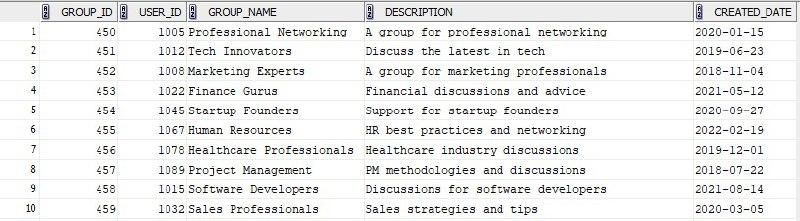 GROUP_ID USER_ID GROUP_NAME DESCRIPTION CREATED_DATE
1 450 1005 Professional Networking A group for professional networking 2020-01-15
2 451 1012 Tech Innovators Discuss the latest in tech 2019-06-23
3 452 1008 Marketing Experts A group for marketing professionals 2018-11-04
4 453 1022 Finance Gurus Financial discussions and advice 2021-05-12
5 454 1045 Startup Founders Support for startup founders 2020-09-27
6 455 1067 Human Resources HR best practices and networking 2022-02-19
7 456 1078 Healthcare Professionals Healthcare industry discussions 2019-12-01
8 457 1089 Project Management PM methodologies and discussions 2018-07-22
9 458 1015 Software Developers Discussions for software developers 2021-08-14
10 459 1032 Sales Professionals Sales strategies and tips 2020-03-05